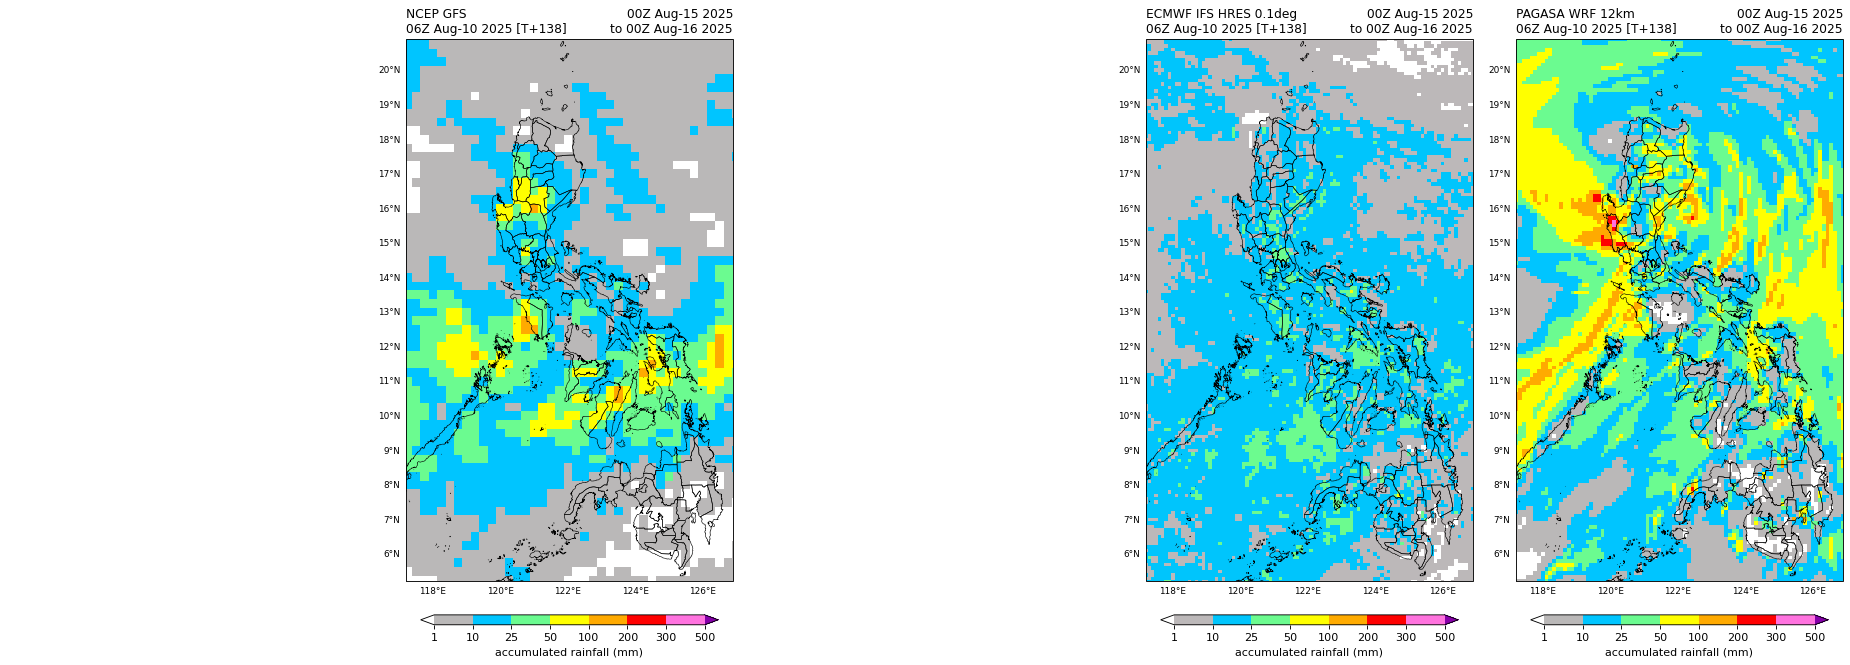 NCEP GFS 00Z Aug-15 2025
06Z Aug-10 2025 [T+138] to 00Z Aug-16 2025
20°N
19°N
18°N
17°N
16°N
15°N
14°N
13°N
12°N
11°N
10°N
9°N
8°N
7°N
6°N
118°E 120°E 122°E 124°E 126°E
1 10 25 50 100 200 300 500
accumulated rainfall (mm)
ECMWF IFS HRES 0.1deg 00Z Aug-15 2025
06Z Aug-10 2025 [T+138] to 00Z Aug-16 2025
20°N
19°N
18°N
17°N
16°N
15°N
14°N
13°N
12°N
11°N
10°N
9°N
8°N
7°N
6°N
118°E 120°E 122°E 124°E 126°E
1 10 25 50 100 200 300 500
accumulated rainfall (mm)
PAGASA WRF 12km 00Z Aug-15 2025
06Z Aug-10 2025 [T+138] to 00Z Aug-16 2025
20°N
19°N
18°N
17°N
16°N
15°N
14°N
13°N
12°N
11°N
10°N
9°N
8°N
7°N
6°N
118°E 120°E 122°E 124°E 126°E
1 10 25 50 100 200 300 500
accumulated rainfall (mm)